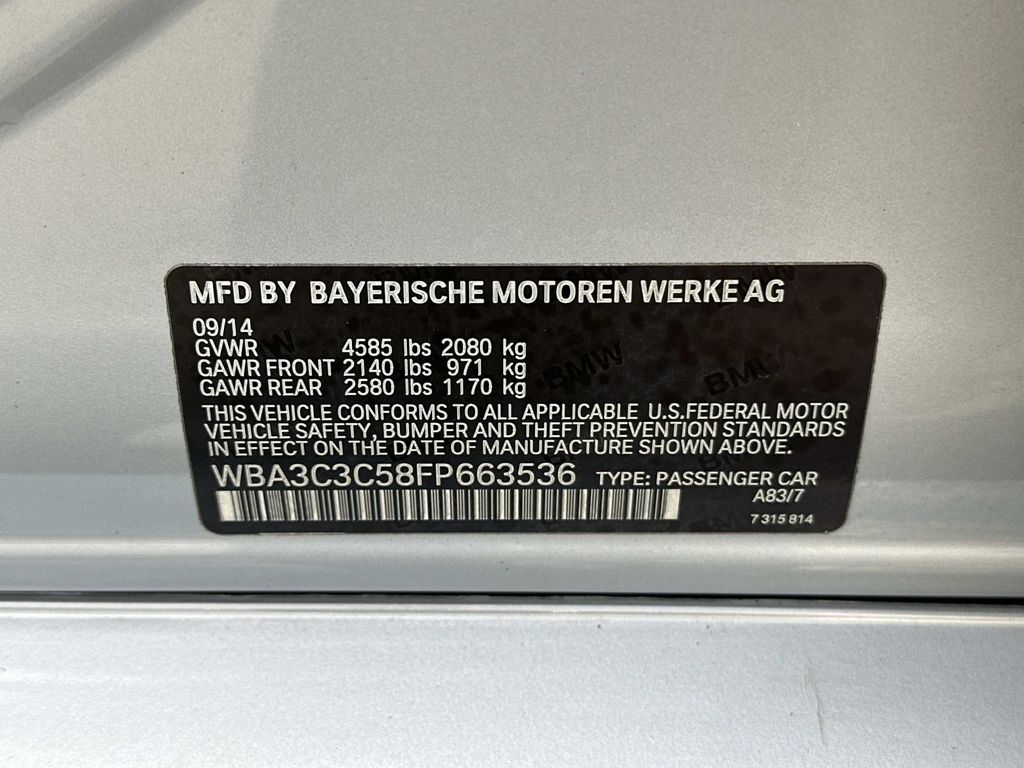 MFD BY BAYERISCHE MOTOREN WERKE AG
09/14
GVWR 4585 lbs 2080 kg
GAWR FRONT 2140 lbs 971 kg
GAWR REAR 2580 lbs 1170 kg
THIS VEHICLE CONFORMS TO ALL APPLICABLE U.S.FEDERAL MOTOR
VEHICLE SAFETY, BUMPER AND THEFT PREVENTION STANDARDS
IN EFFECT ON THE DATE OF MANUFACTURE SHOWN ABOVE.
WBA3C3C58FP663536 TYPE: PASSENGER CAR
A83/7
7 315 814
BMW
BMW